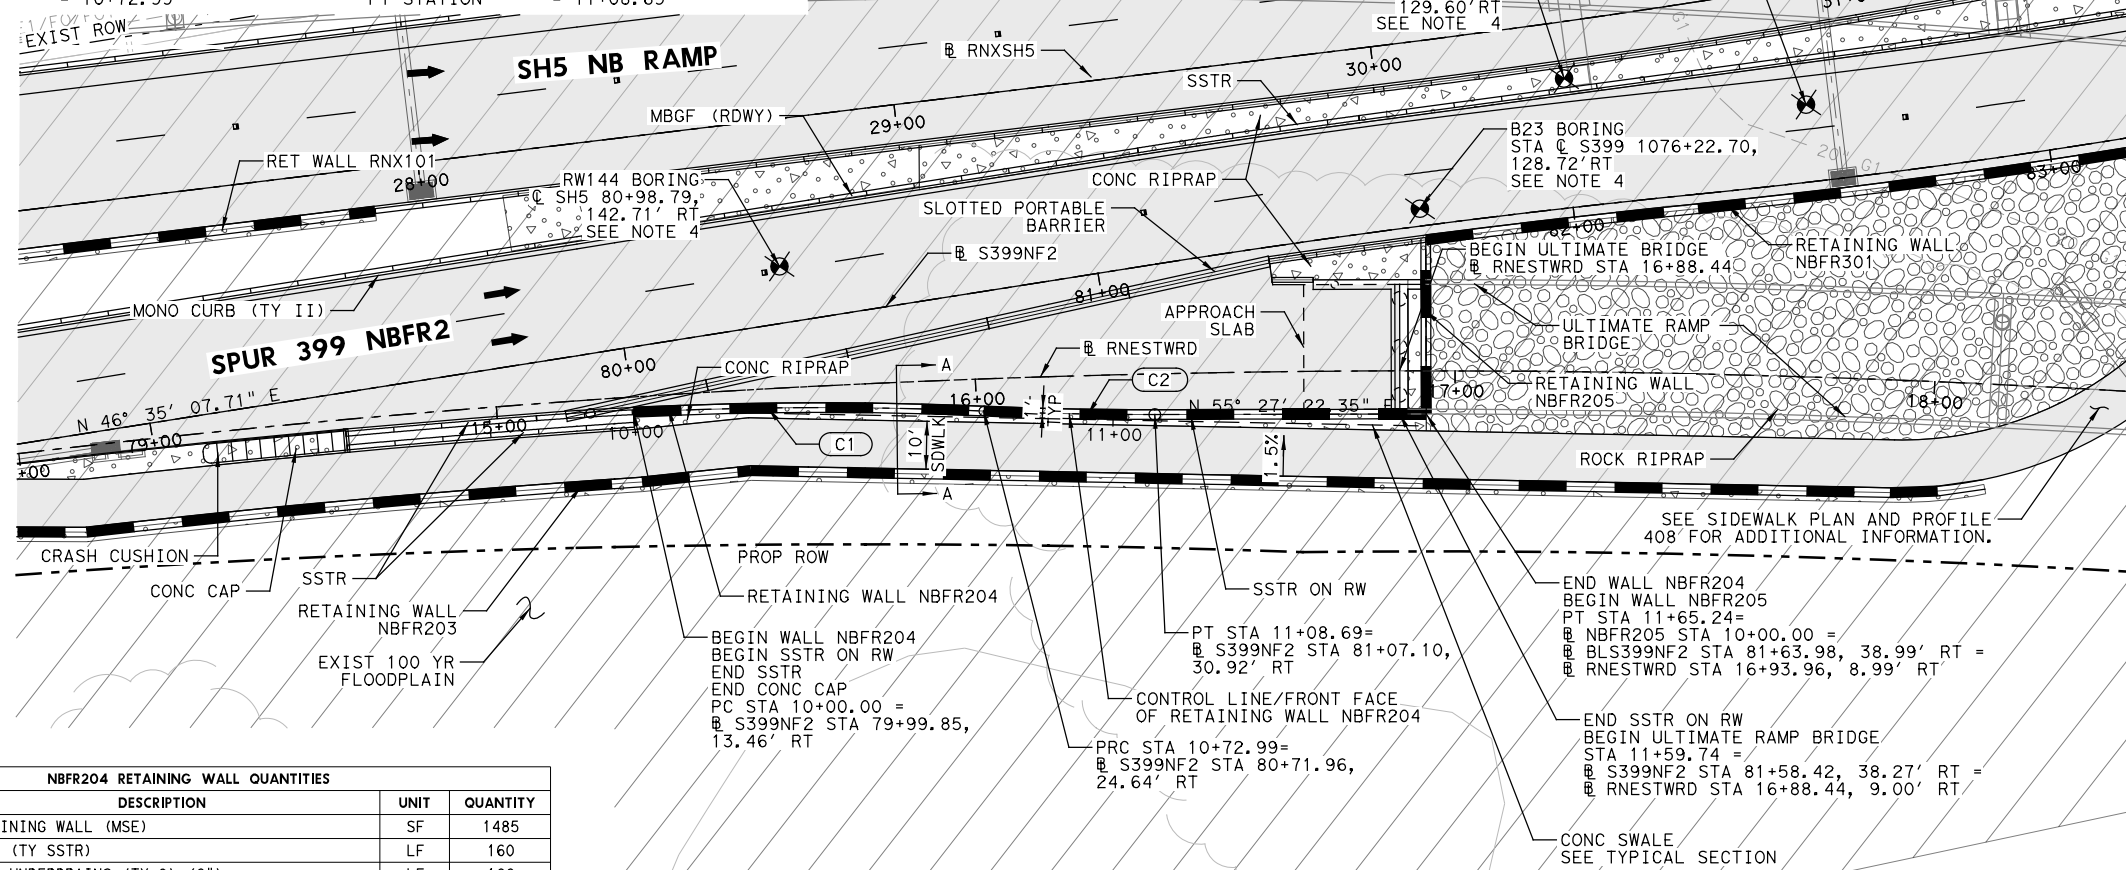 = 10+72.99
PT STATION = 11+08.69
EXIST ROW
SH5 NB RAMP
℄ RNXSH5
129.60' RT
SEE NOTE 4
30+00
SSTR
MBGF (RDWY)
29+00
RET WALL RNX101
28+00
RW144 BORING
℄ SH5 80+98.79,
142.71' RT
SEE NOTE 4
CONC RIPRAP
SLOTTED PORTABLE
BARRIER
B23 BORING
STA ℄ S399 1076+22.70,
128.72'RT
SEE NOTE 4
83+00
82+00
BEGIN ULTIMATE BRIDGE
℄ RNESTWRD STA 16+88.44
RETAINING WALL
NBFR301
℄ S399NF2
81+00
MONO CURB (TY II)
SPUR 399 NBFR2
APPROACH
SLAB
ULTIMATE RAMP
BRIDGE
℄ RNESTWRD
80+00
CONC RIPRAP
A
C2
RETAINING WALL
NBFR205
17+00
18+00
N 46° 35' 07.71" E
79+00
+00
15+00
10+00
16+00
1'
TYP
11+00
N 55° 27' 22.35" E
C1
10'
SDWLK
1.5%
A
ROCK RIPRAP
CRASH CUSHION
CONC CAP
SSTR
RETAINING WALL
NBFR203
EXIST 100 YR
FLOODPLAIN
PROP ROW
RETAINING WALL NBFR204
BEGIN WALL NBFR204
BEGIN SSTR ON RW
END SSTR
END CONC CAP
PC STA 10+00.00 =
℄ S399NF2 STA 79+99.85,
13.46' RT
SSTR ON RW
PT STA 11+08.69=
℄ S399NF2 STA 81+07.10,
30.92' RT
CONTROL LINE/FRONT FACE
OF RETAINING WALL NBFR204
PRC STA 10+72.99=
℄ S399NF2 STA 80+71.96,
24.64' RT
SEE SIDEWALK PLAN AND PROFILE
408 FOR ADDITIONAL INFORMATION.
END WALL NBFR204
BEGIN WALL NBFR205
PT STA 11+65.24=
℄ NBFR205 STA 10+00.00 =
℄ BLS399NF2 STA 81+63.98, 38.99' RT =
℄ RNESTWRD STA 16+93.96, 8.99' RT
END SSTR ON RW
BEGIN ULTIMATE RAMP BRIDGE
STA 11+59.74 =
℄ S399NF2 STA 81+58.42, 38.27' RT =
℄ RNESTWRD STA 16+88.44, 9.00' RT
CONC SWALE
SEE TYPICAL SECTION
NBFR204 RETAINING WALL QUANTITIES
DESCRIPTION UNIT QUANTITY
INING WALL (MSE) SF 1485
(TY SSTR) LF 160